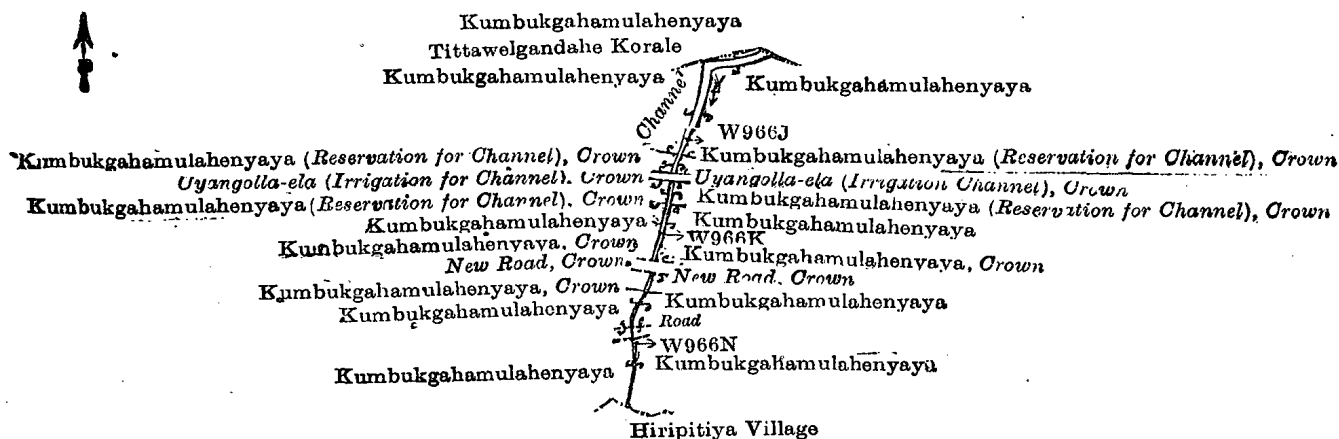 Kumbukgahamulahenyaya
Tittawelgandahe Korale
Kumbukgahamulahenyaya
Kumbukgahamulahenyaya
Channel
W966J
Kumbukgahamulahenyaya (Reservation for Channel), Crown
Kumbukgahamulahenyaya (Reservation for Channel), Crown
Uyangolla-ela (Irrigation for Channel). Crown
Uyangolla-ela (Irrigation Channel), Crown
Kumbukgahamulahenyaya (Reservation for Channel). Crown
Kumbukgahamulahenyaya (Reservation for Channel), Crown
Kumbukgahamulahenyaya
Kumbukgahamulahenyaya
W966K
Kumbukgahamulahenyaya, Crown
Kumbukgahamulahenyaya, Crown
New Road, Crown
New Road, Crown
Kumbukgahamulahenyaya, Crown
Kumbukgahamulahenyaya
Kumbukgahamulahenyaya
Road
W966N
Kumbukgahamulahenyaya
Kumbukgahamulahenyaya
Hiripitiya Village